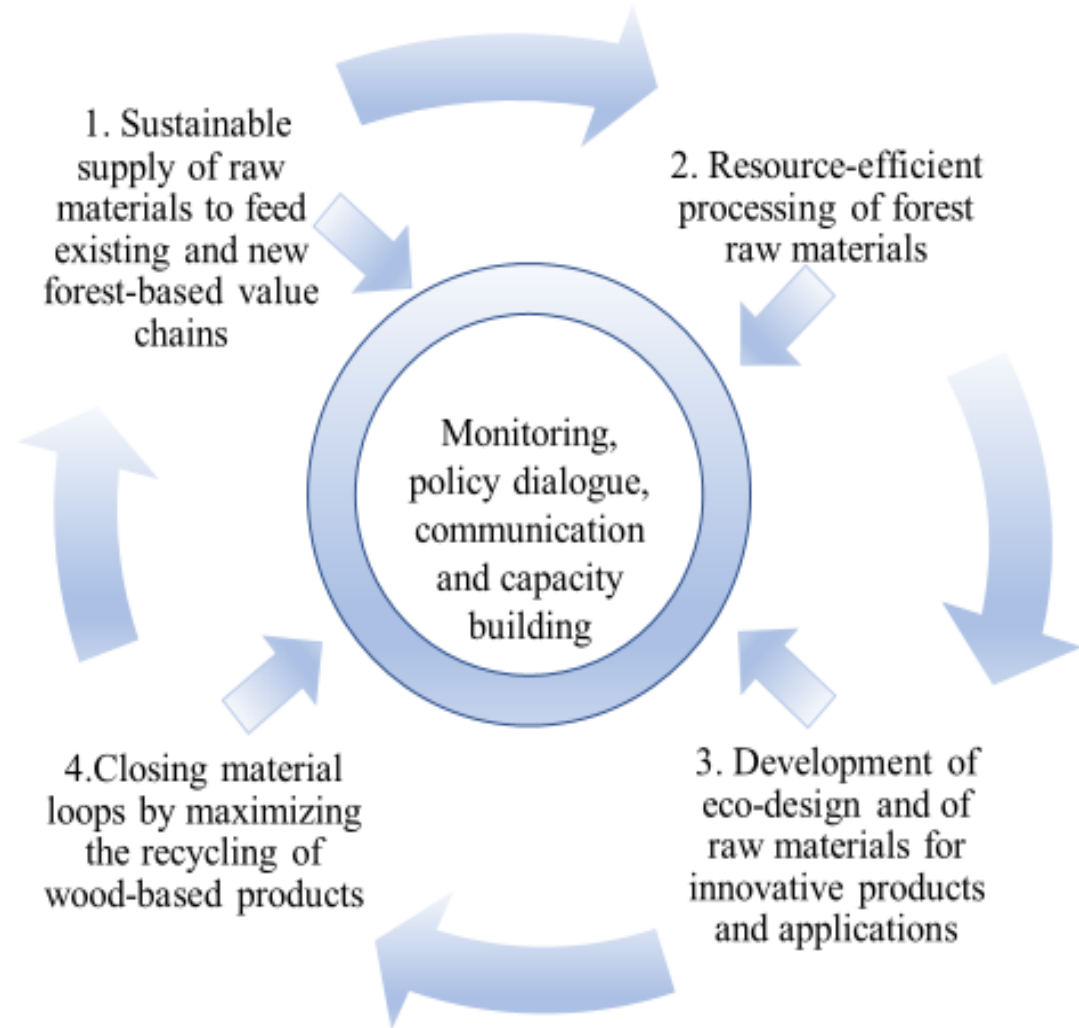 1. Sustainable
supply of raw
materials to feed
existing and new
forest-based value
chains
2. Resource-efficient
processing of forest
raw materials
Monitoring,
policy dialogue,
communication
and capacity
building
3. Development of
eco-design and of
raw materials for
innovative products
and applications
4.Closing material
loops by maximizing
the recycling of
wood-based products